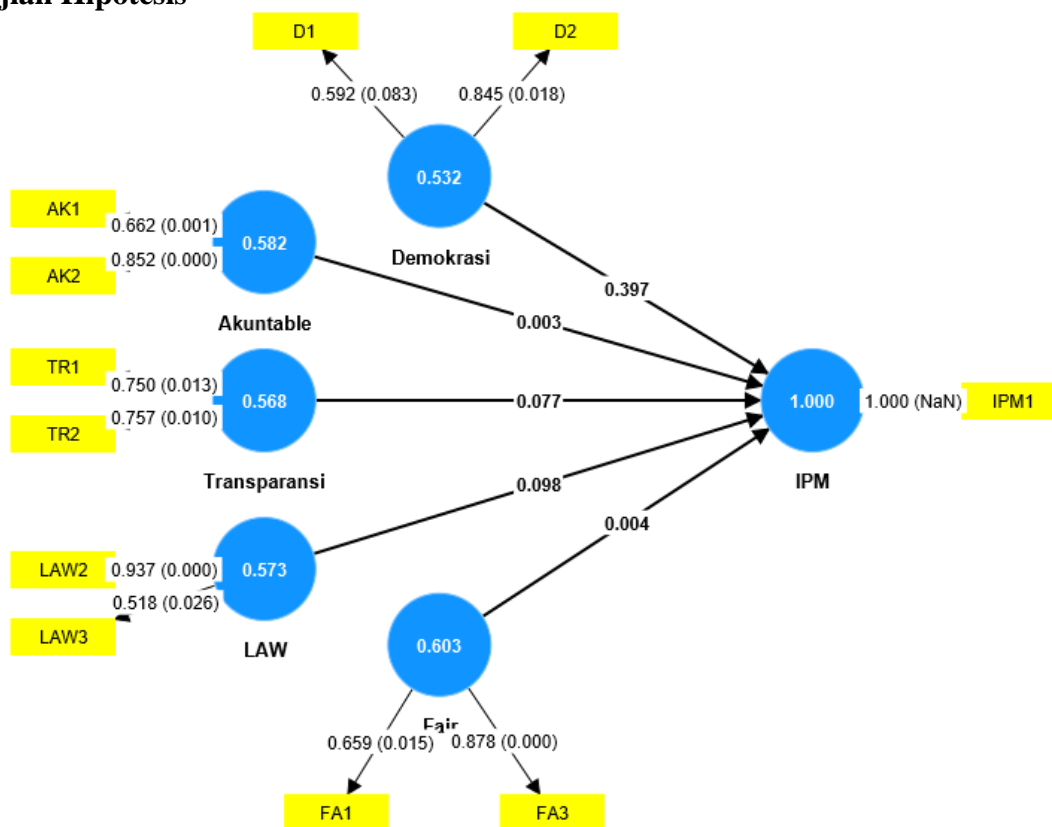 jian Hipotesis
D1
D2
0.592 (0.083)
0.845 (0.018)
0.532
Demokrasi
AK1
0.662 (0.001)
AK2
0.852 (0.000)
0.582
Akuntable
0.397
0.003
TR1
0.750 (0.013)
TR2
0.757 (0.010)
0.568
Transparansi
0.077
1.000
1.000 (NaN)
IPM1
IPM
0.098
0.004
LAW2
0.937 (0.000)
0.518 (0.026)
LAW3
0.573
LAW
0.603
Fair
0.659 (0.015)
0.878 (0.000)
FA1
FA3